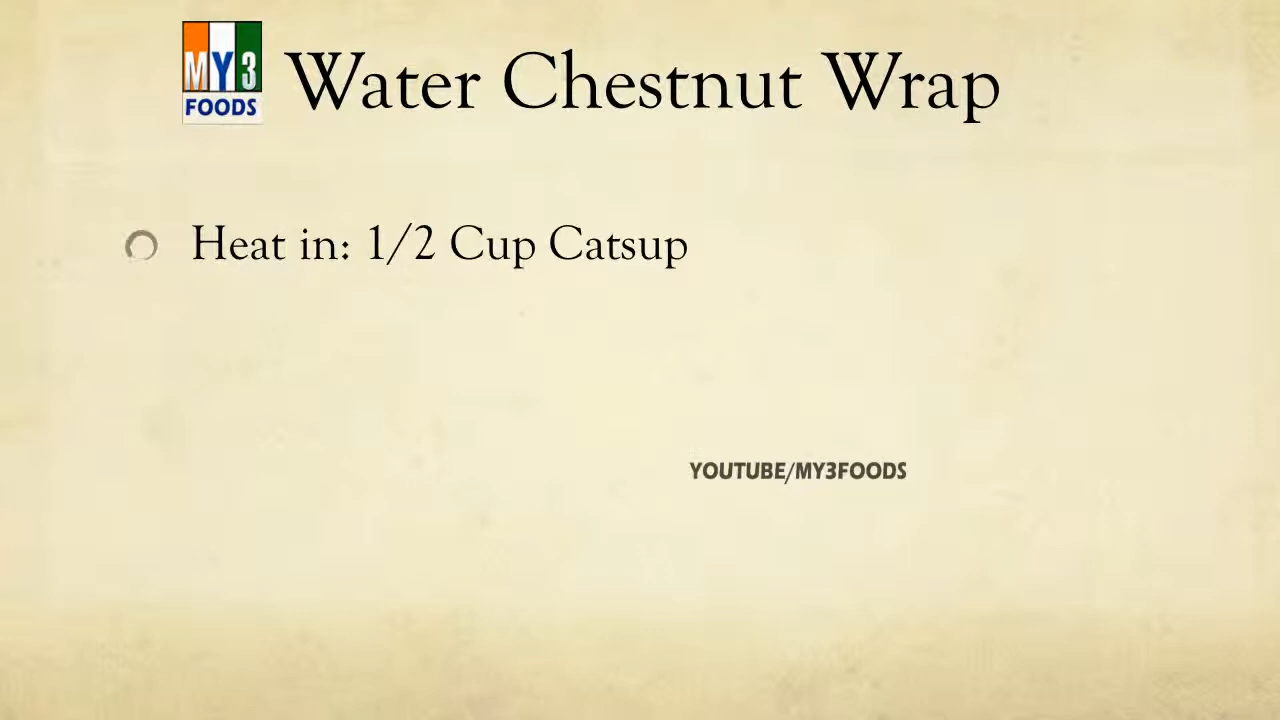 MY3
FOODS
Water Chestnut Wrap
Heat in: 1/2 Cup Catsup
YOUTUBE/MY3FOODS